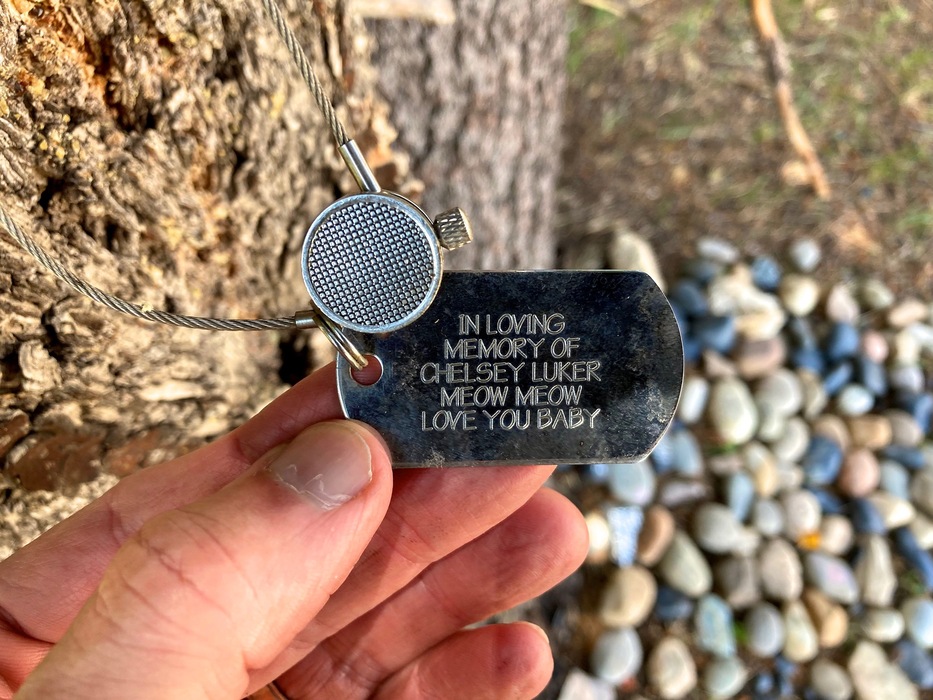 IN LOVING
MEMORY OF
CHELSEY LUKER
MEOW MEOW
LOVE YOU BABY